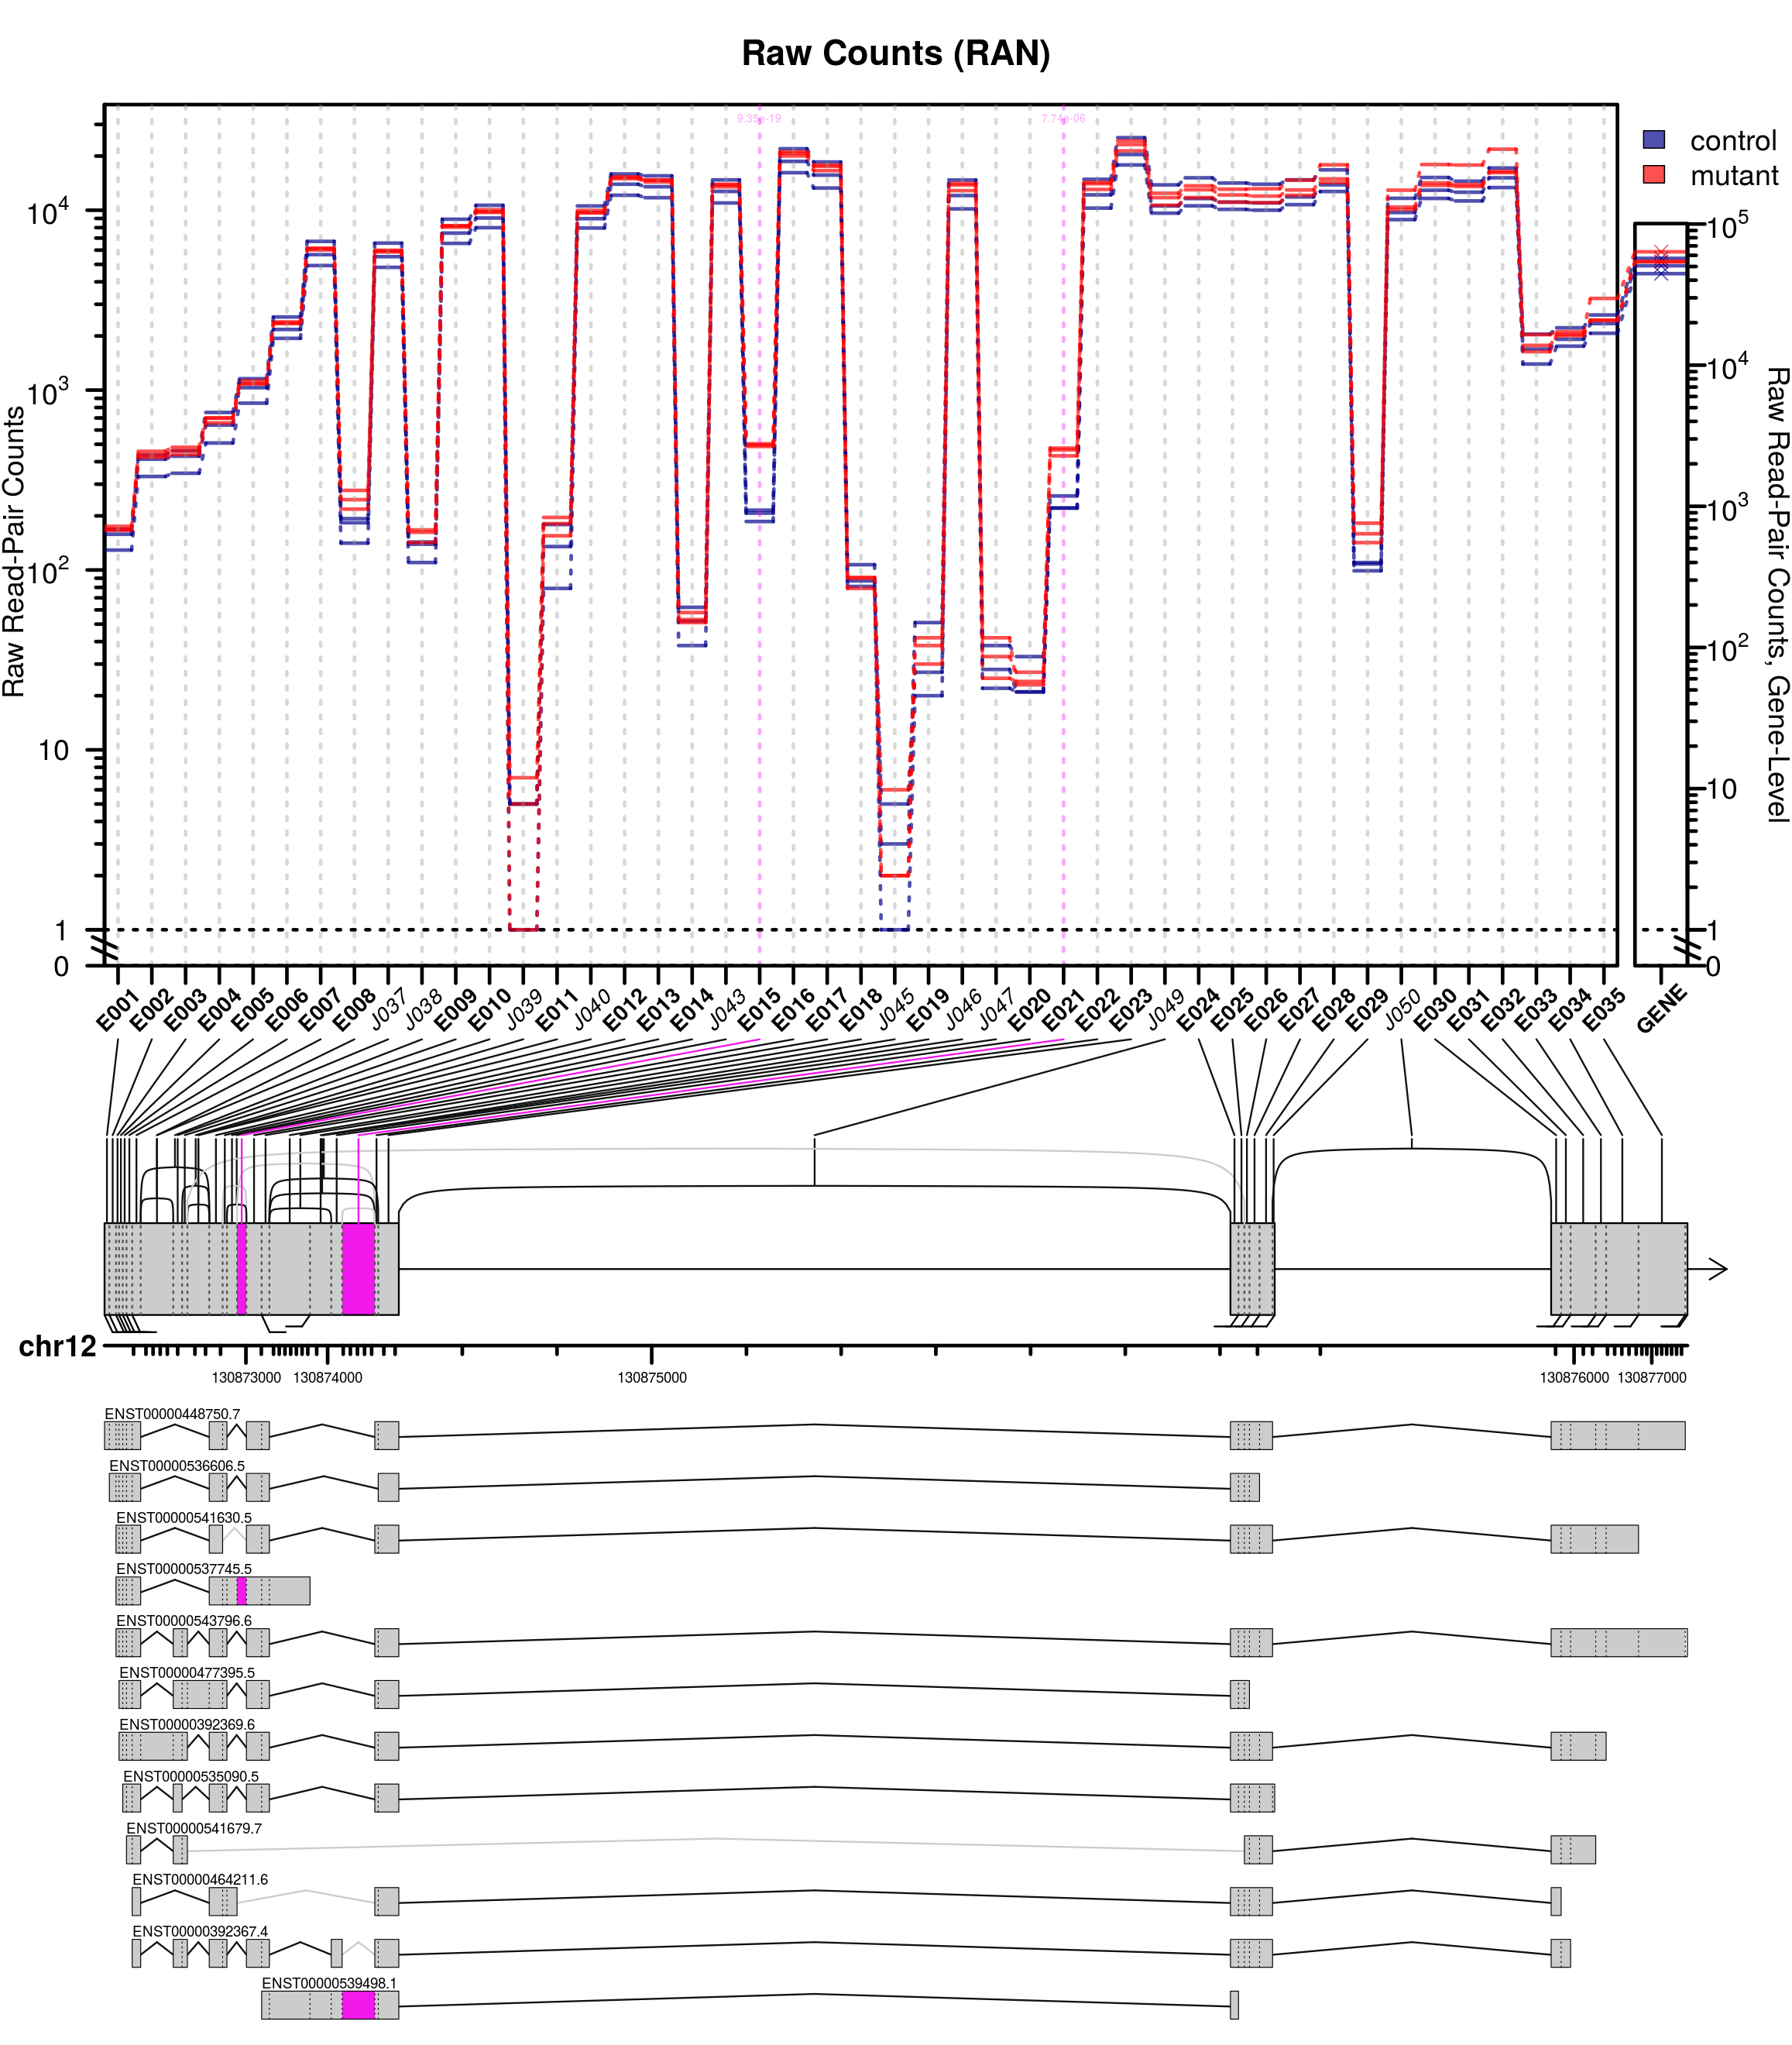 Raw Counts (RAN)
9.35e-19
7.74e-06
control
mutant
Raw Read-Pair Counts
10^4
10^3
10^2
10
1
0
10^5
10^4
10^3
10^2
10
1
0
Raw Read-Pair Counts, Gene-Level
E001 E002 E003 E004 E005 E006 E007 E008 J037 J038 E009 E010 J039 E011 J040 E012 E013 E014 J043 E015 E016 E017 E018 J045 E019 J046 J047 E020 E021 E022 E023 J049 E024 E025 E026 E027 E028 E029 J050 E030 E031 E032 E033 E034 E035 GENE
chr12
130873000 130874000 130875000 130876000 130877000
ENST00000448750.7
ENST00000536606.5
ENST00000541630.5
ENST00000537745.5
ENST00000543796.6
ENST00000477395.5
ENST00000392369.6
ENST00000535090.5
ENST00000541679.7
ENST00000464211.6
ENST00000392367.4
ENST00000539498.1